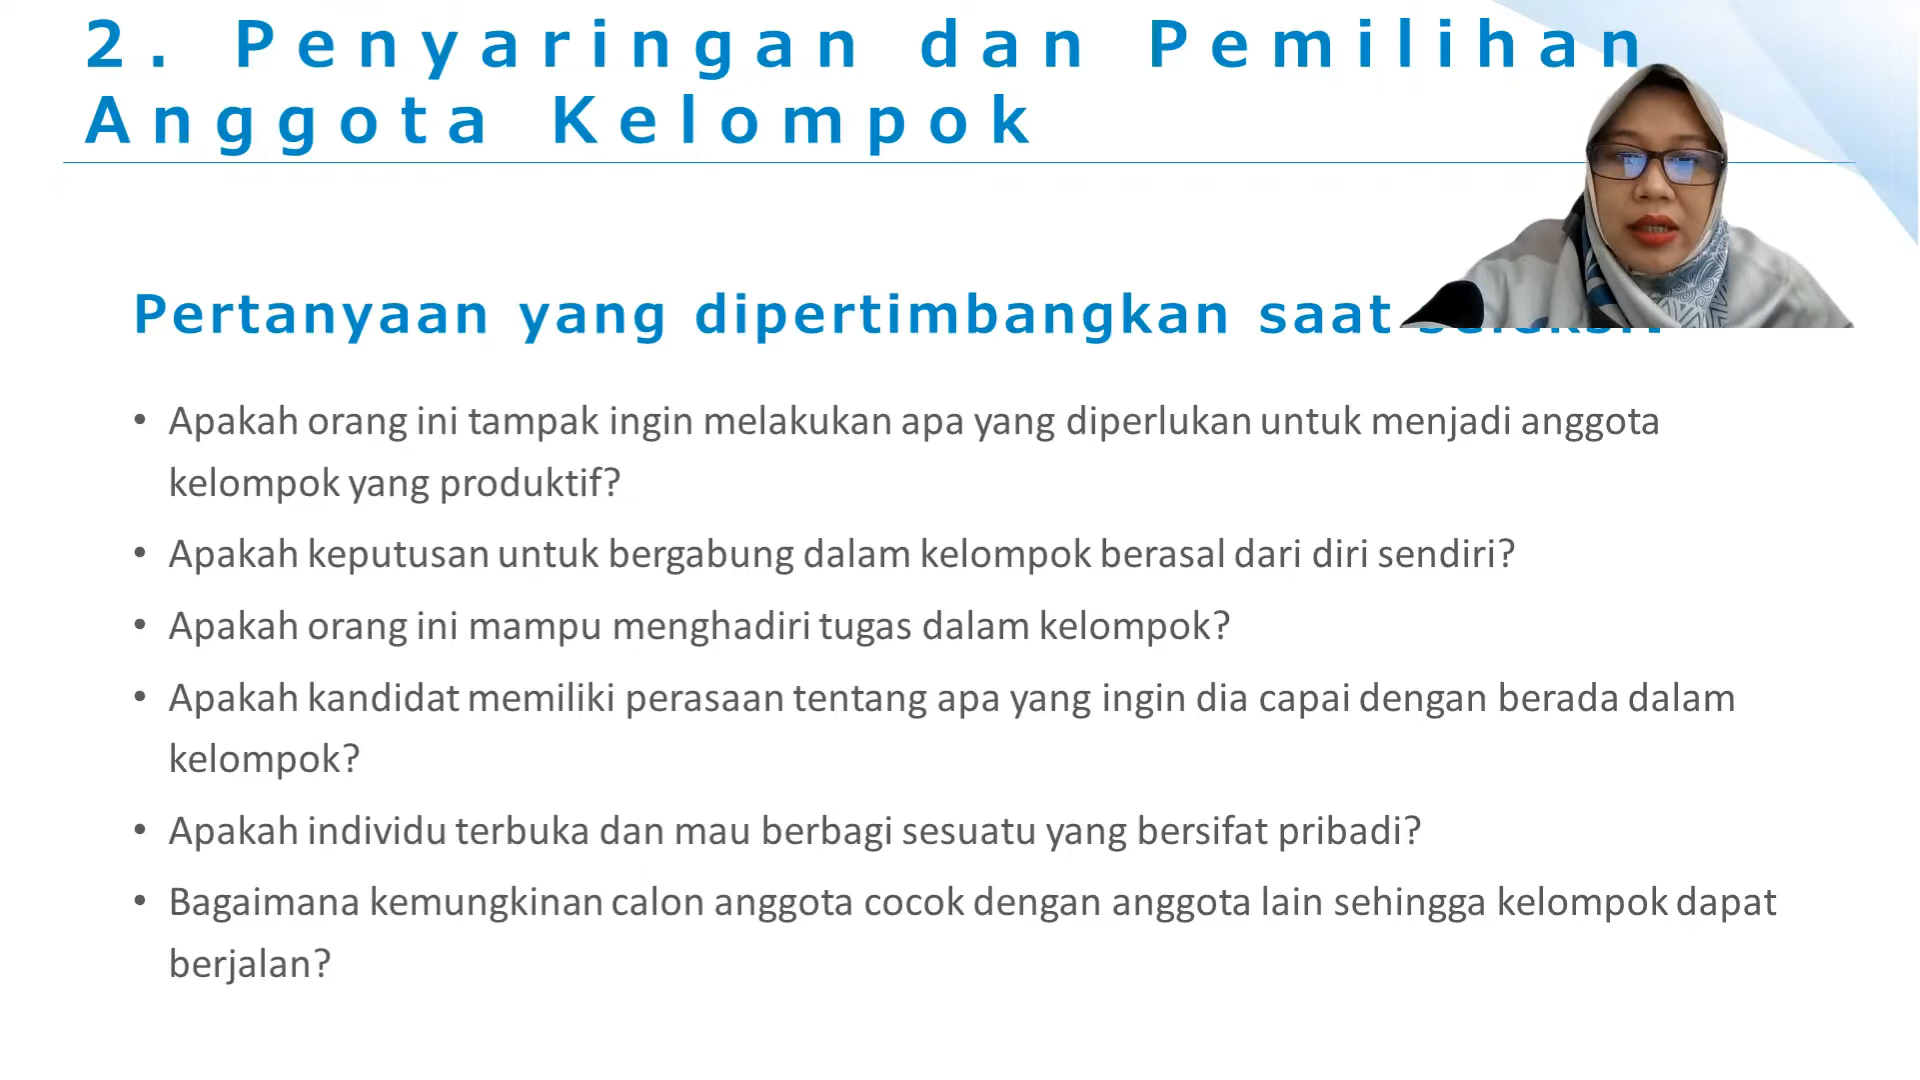 2. Penyaringan dan Pemilihan
Anggota Kelompok
Pertanyaan yang dipertimbangkan saat
• Apakah orang ini tampak ingin melakukan apa yang diperlukan untuk menjadi anggota
kelompok yang produktif?
• Apakah keputusan untuk bergabung dalam kelompok berasal dari diri sendiri?
• Apakah orang ini mampu menghadiri tugas dalam kelompok?
• Apakah kandidat memiliki perasaan tentang apa yang ingin dia capai dengan berada dalam
kelompok?
• Apakah individu terbuka dan mau berbagi sesuatu yang bersifat pribadi?
• Bagaimana kemungkinan calon anggota cocok dengan anggota lain sehingga kelompok dapat
berjalan?